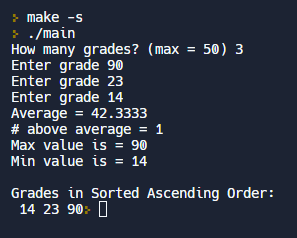 > make -s
> ./main
How many grades? (max = 50) 3
Enter grade 90
Enter grade 23
Enter grade 14
Average = 42.3333
# above average = 1
Max value is = 90
Min value is = 14
Grades in Sorted Ascending Order:
 14 23 90>